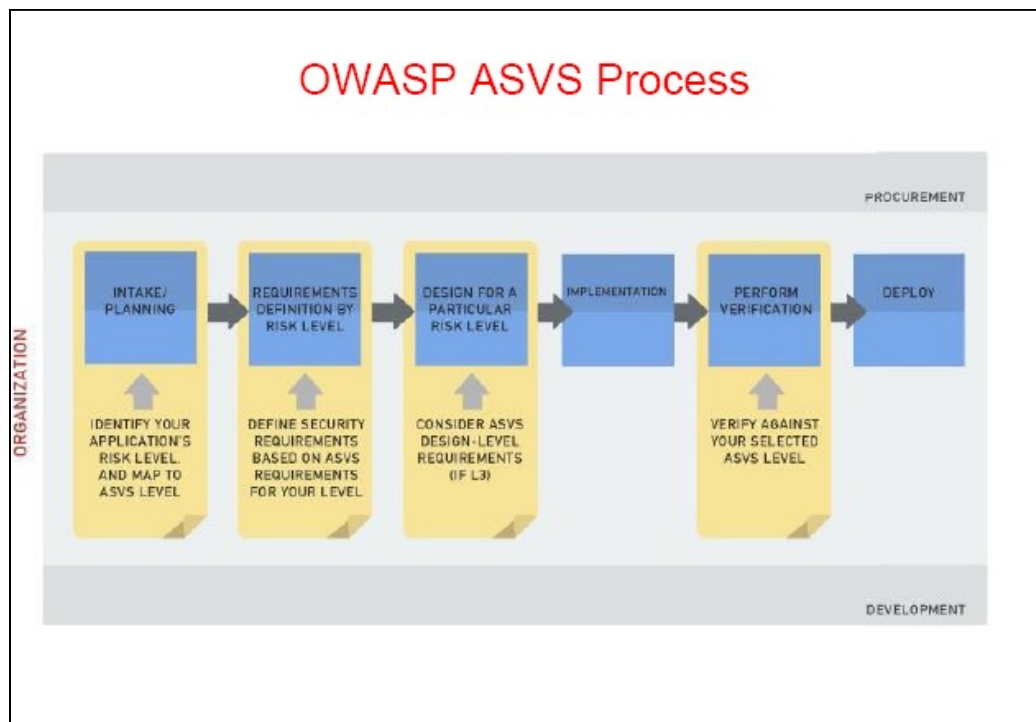 OWASP ASVS Process
PROCUREMENT
ORGANIZATION
INTAKE/
PLANNING
REQUIREMENTS
DEFINITION BY
RISK LEVEL
DESIGN FOR A
PARTICULAR
RISK LEVEL
IMPLEMENTATION
PERFORM
VERIFICATION
DEPLOY
IDENTIFY YOUR
APPLICATION'S
RISK LEVEL,
AND MAP TO
ASVS LEVEL
DEFINE SECURITY
REQUIREMENTS
BASED ON ASVS
REQUIREMENTS
FOR YOUR LEVEL
CONSIDER ASVS
DESIGN-LEVEL
REQUIREMENTS
(IF L3)
VERIFY AGAINST
YOUR SELECTED
ASVS LEVEL
DEVELOPMENT